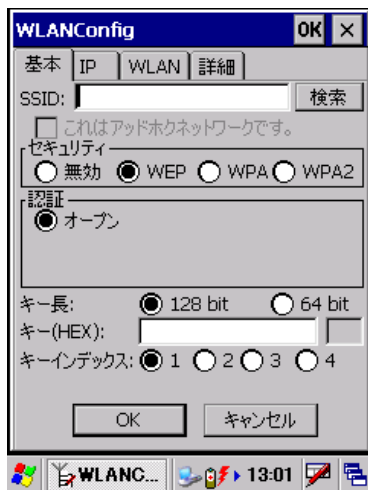 WLANConfig OK ×
基本 IP WLAN 詳細
SSID: 検索
これはアッドホクネットワークです。
セキュリティ
無効 WEP WPA WPA2
認証
オープン
キー長: 128 bit 64 bit
キー(HEX):
キーインデックス: 1 2 3 4
OK キャンセル
WLANC... 13:01